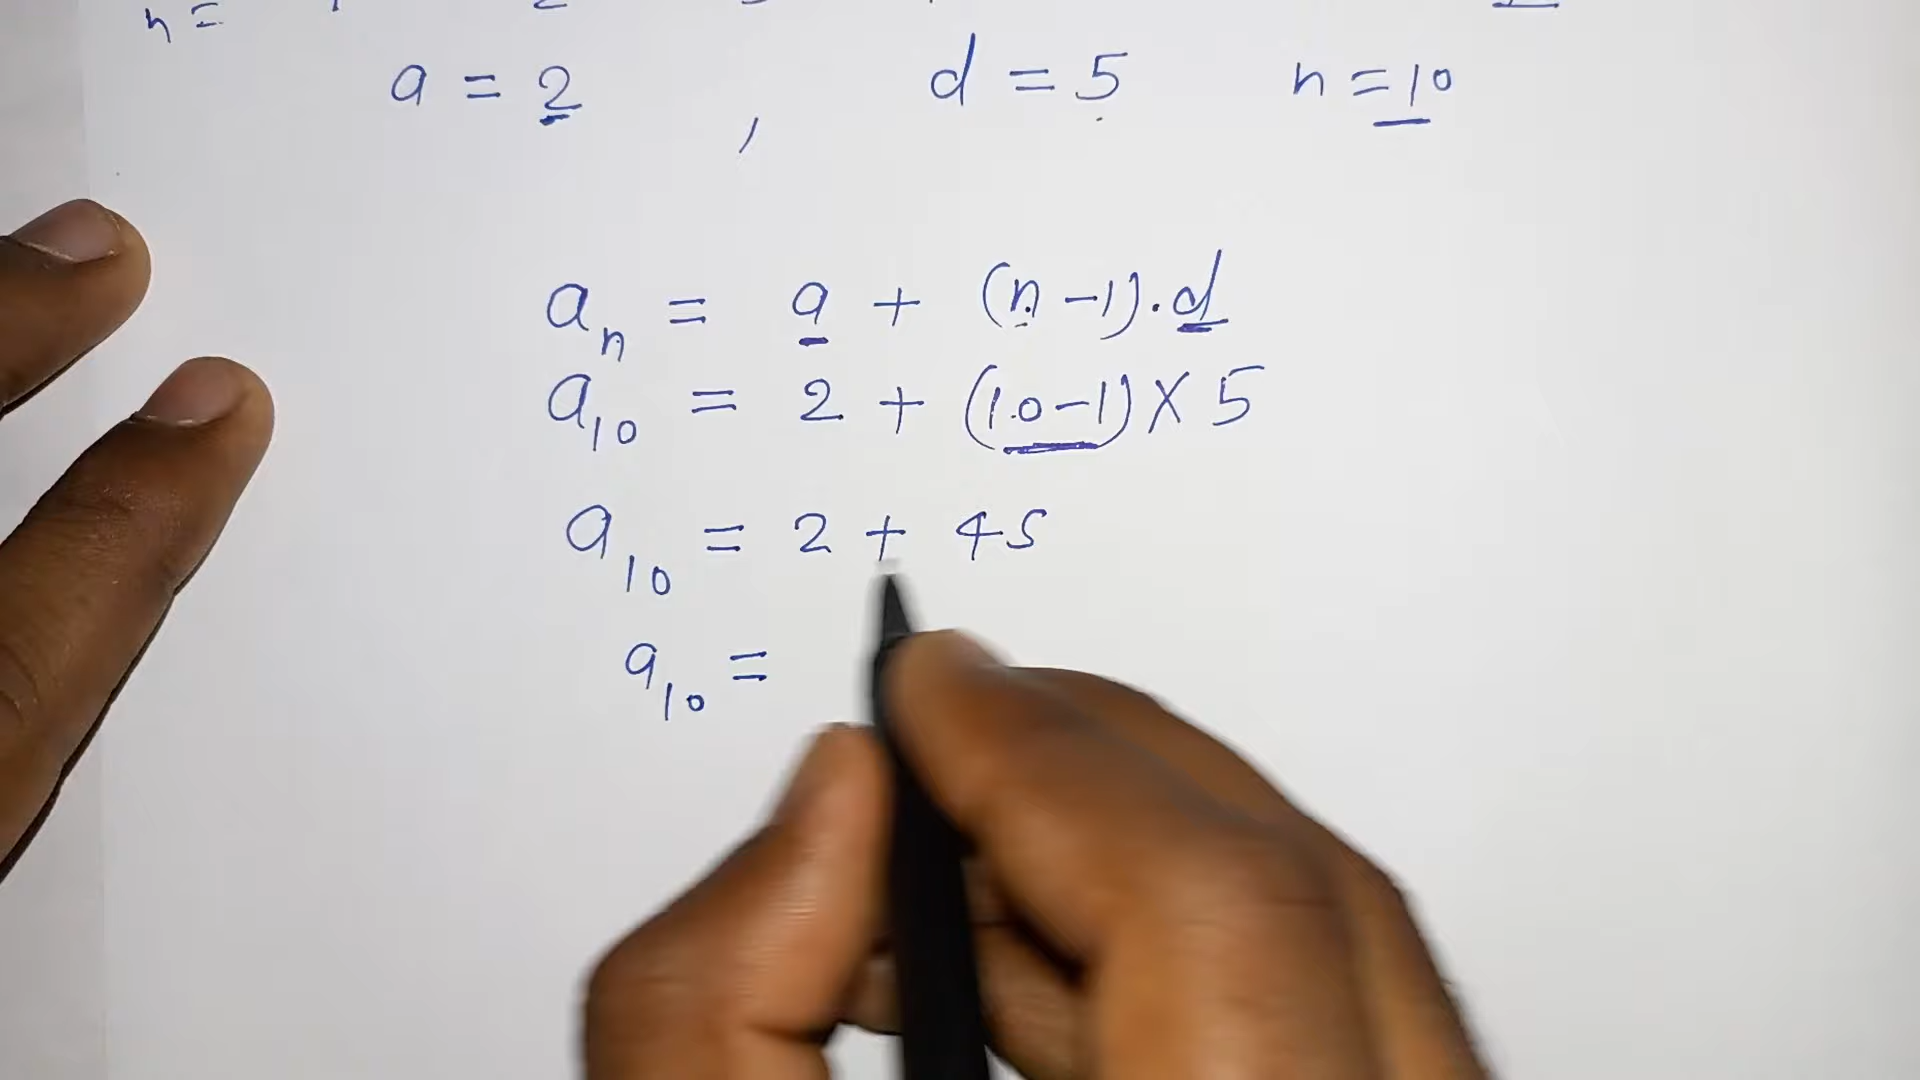 n =
a = 2 , d = 5 n = 10
aₙ = a + (n - 1) . d
a₁₀ = 2 + (10 - 1) × 5
a₁₀ = 2 + 45
a₁₀ =